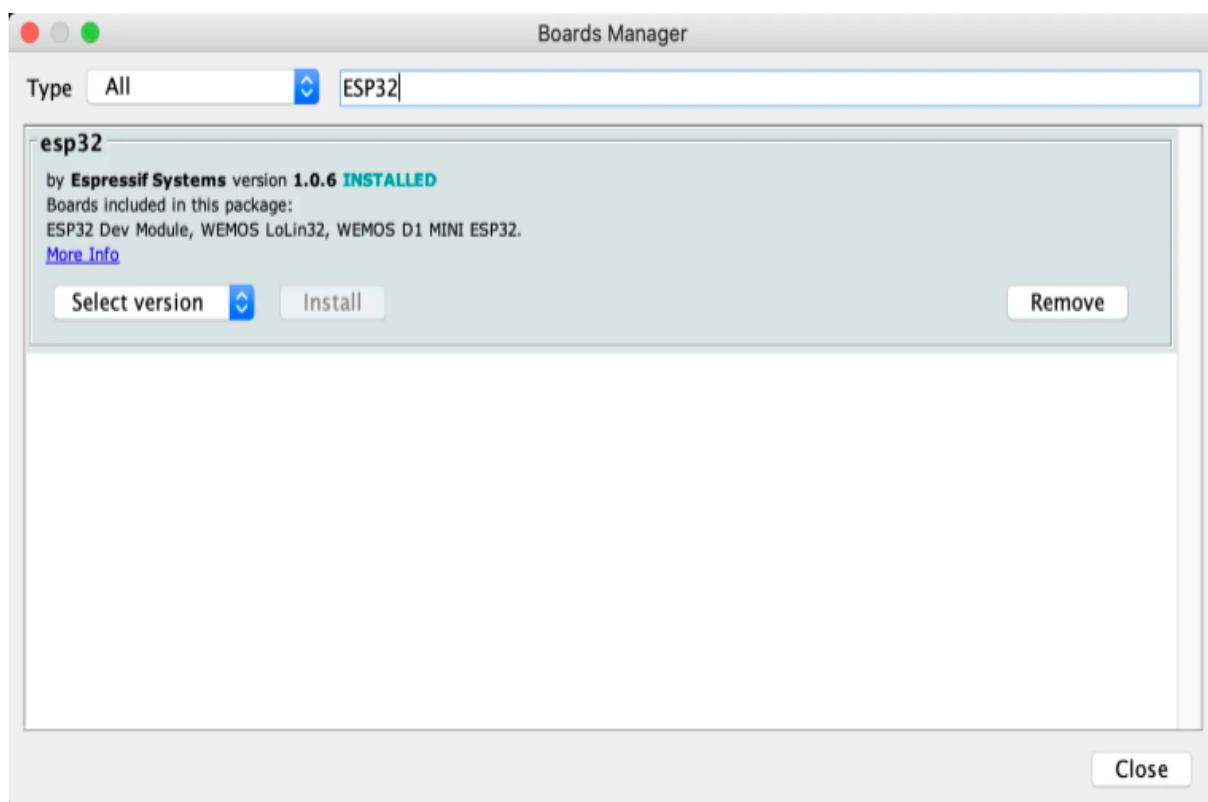 Boards Manager
Type All ESP32
esp32
by Espressif Systems version 1.0.6 INSTALLED
Boards included in this package:
ESP32 Dev Module, WEMOS LoLin32, WEMOS D1 MINI ESP32.
More Info
Select version Install Remove
Close